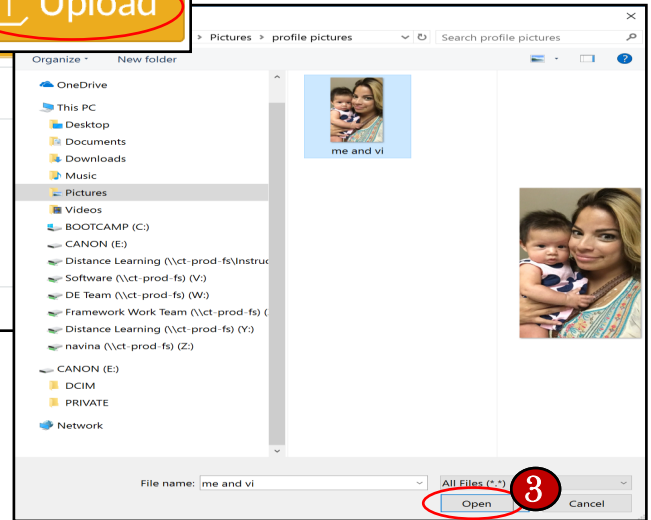 Upload
> Pictures > profile pictures
Search profile pictures
Organize
New folder
OneDrive
This PC
Desktop
Documents
Downloads
Music
Pictures
Videos
BOOTCAMP (C:)
CANON (E:)
Distance Learning (\\ct-prod-fs\Instruc
Software (\\ct-prod-fs) (V:)
DE Team (\\ct-prod-fs) (W:)
Framework Work Team (\\ct-prod-fs) (
Distance Learning (\\ct-prod-fs) (Y:)
navina (\\ct-prod-fs) (Z:)
CANON (E:)
DCIM
PRIVATE
Network
me and vi
File name: me and vi
All Files (*.*)
3
Open
Cancel